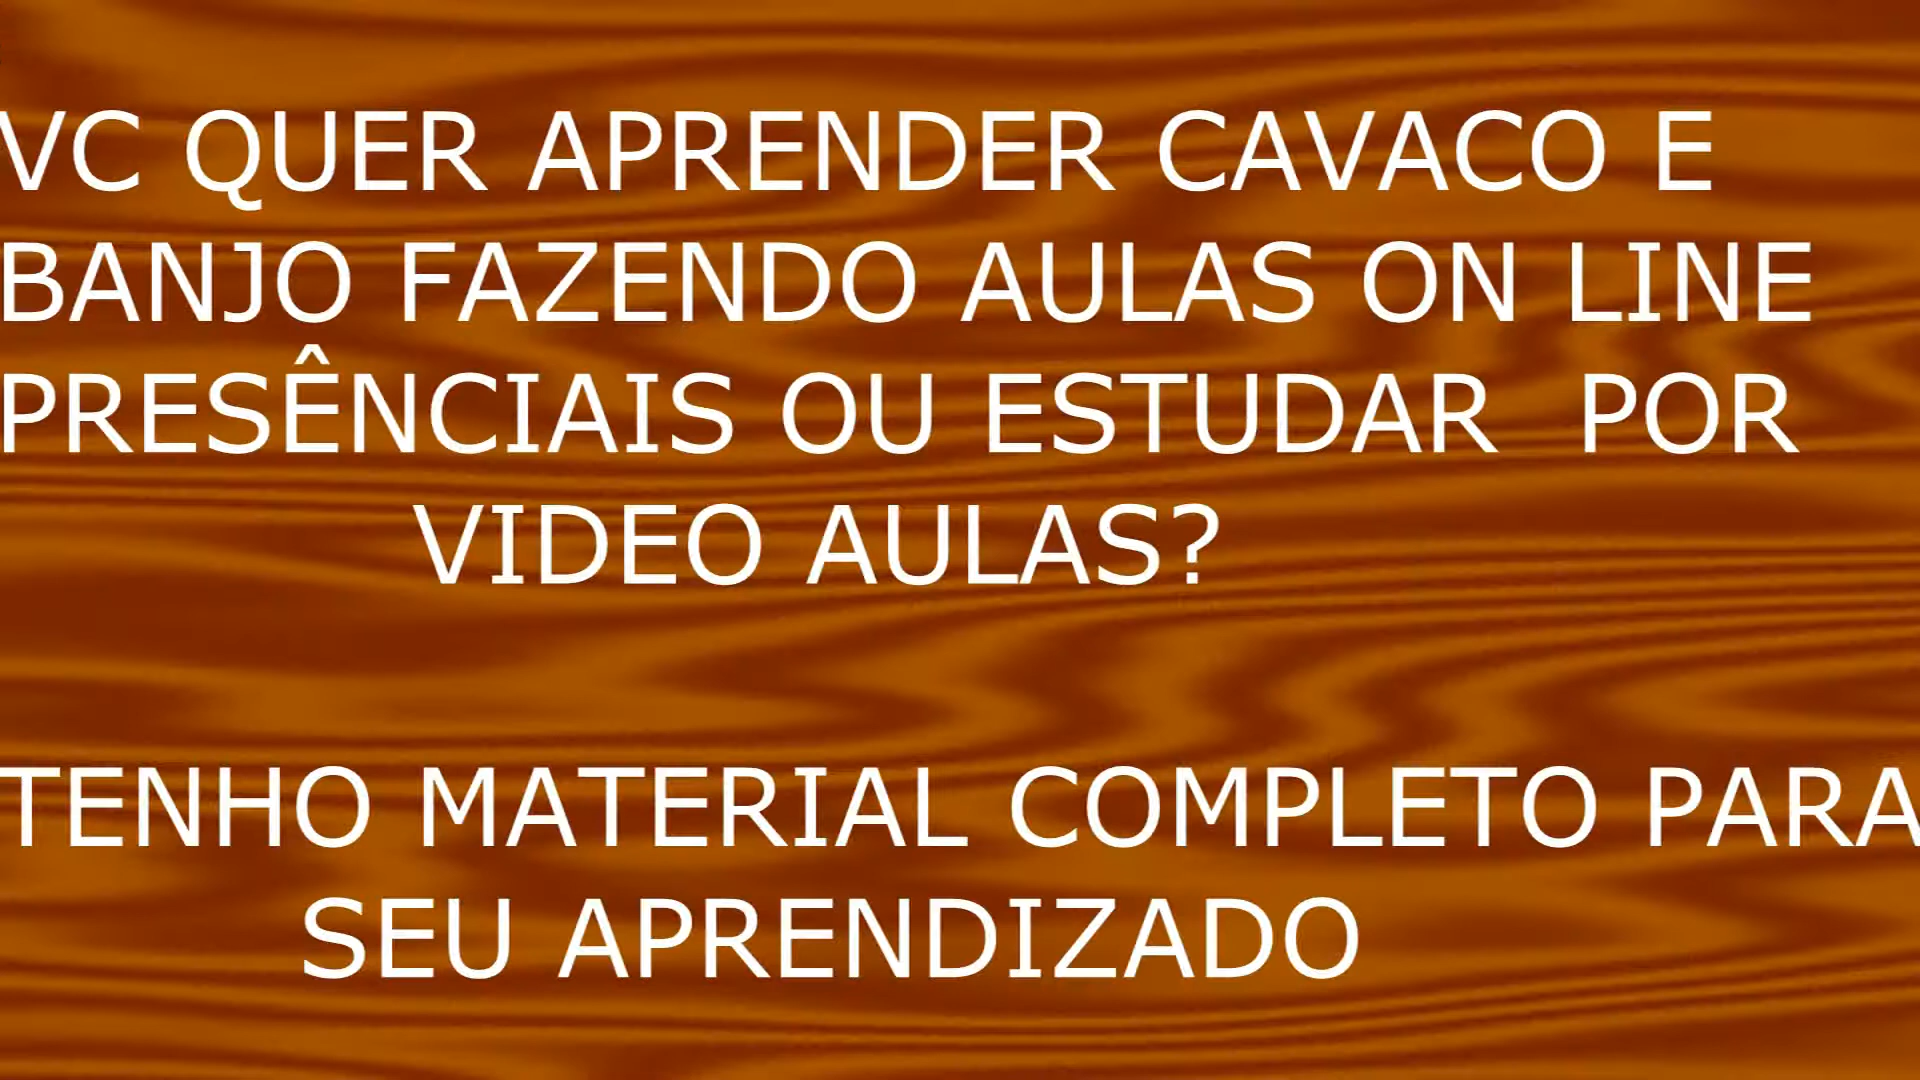 VC QUER APRENDER CAVACO E
BANJO FAZENDO AULAS ON LINE
PRESÊNCIAIS OU ESTUDAR  POR
VIDEO AULAS?
TENHO MATERIAL COMPLETO PARA
SEU APRENDIZADO